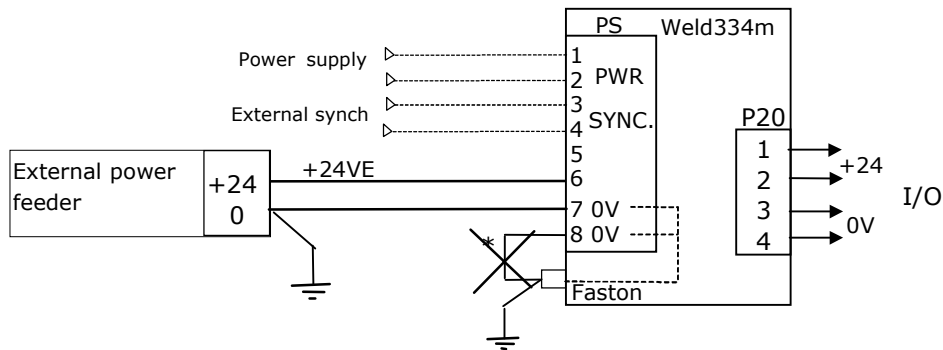 PS Weld334m
Power supply
1
2 PWR
3
External synch
4 SYNC.
5
6
7 0V
8 0V
External power
feeder
+24
0
+24VE
*
Faston
P20
1
2
3
4
+24
0V
I/O